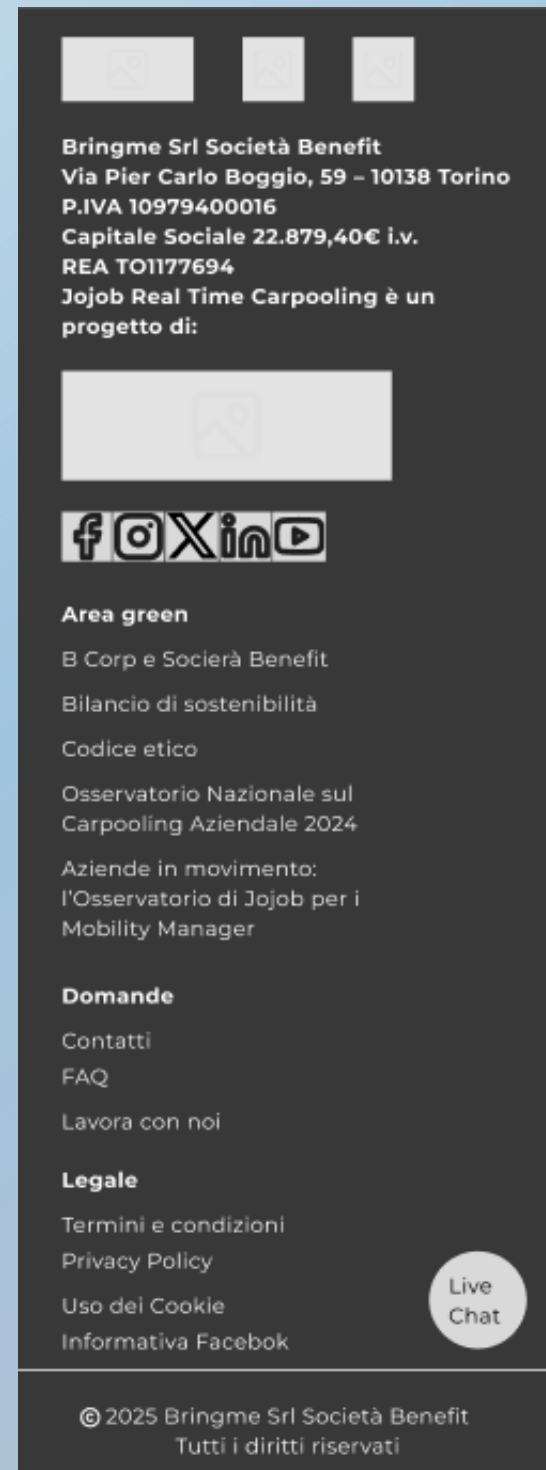 Bringme Srl Società Benefit
Via Pier Carlo Boggio, 59 – 10138 Torino
P.IVA 10979400016
Capitale Sociale 22.879,40€ i.v.
REA TO1177694
Jojob Real Time Carpooling è un
progetto di:
Area green
B Corp e Socierà Benefit
Bilancio di sostenibilità
Codice etico
Osservatorio Nazionale sul
Carpooling Aziendale 2024
Aziende in movimento:
l'Osservatorio di Jojob per i
Mobility Manager
Domande
Contatti
FAQ
Lavora con noi
Legale
Termini e condizioni
Privacy Policy
Uso dei Cookie
Informativa Facebok
Live
Chat
© 2025 Bringme Srl Società Benefit
Tutti i diritti riservati